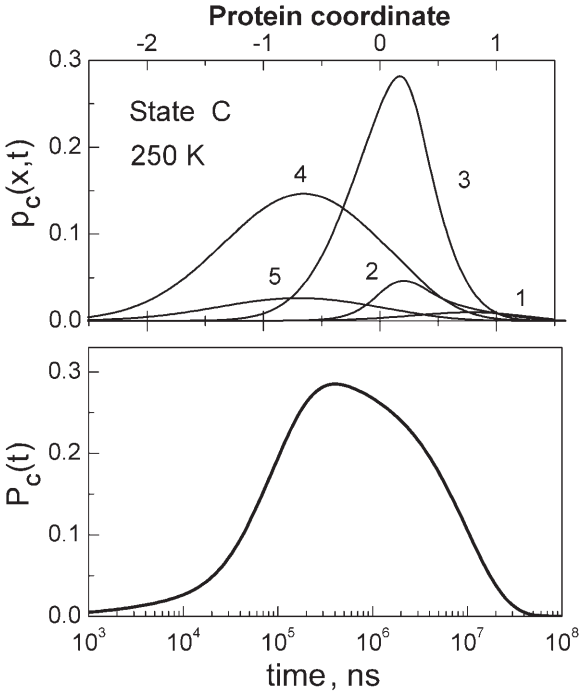 Protein coordinate
-2 -1 0 1
0.3
State C
250 K
0.2
4
3
p_c(x,t)
0.1
5
2
1
0.0
0.3
0.2
P_c(t)
0.1
0.0
10^3 10^4 10^5 10^6 10^7 10^8
time, ns